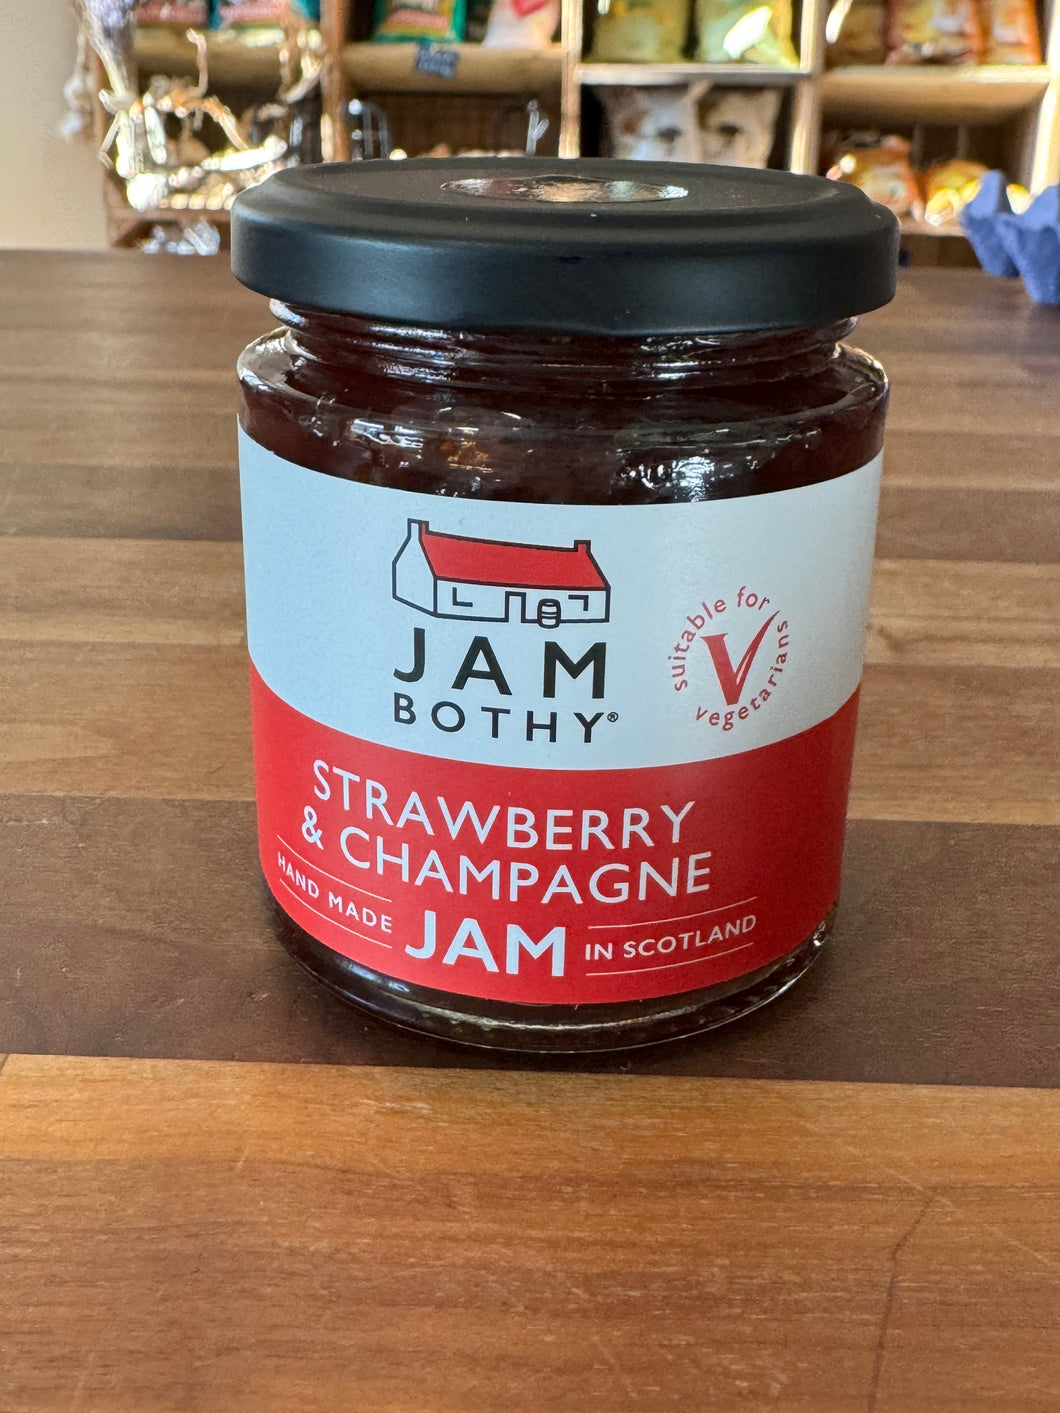 JAM
BOTHY®
suitable for
vegetarians
V
STRAWBERRY
& CHAMPAGNE
HAND MADE
JAM
IN SCOTLAND